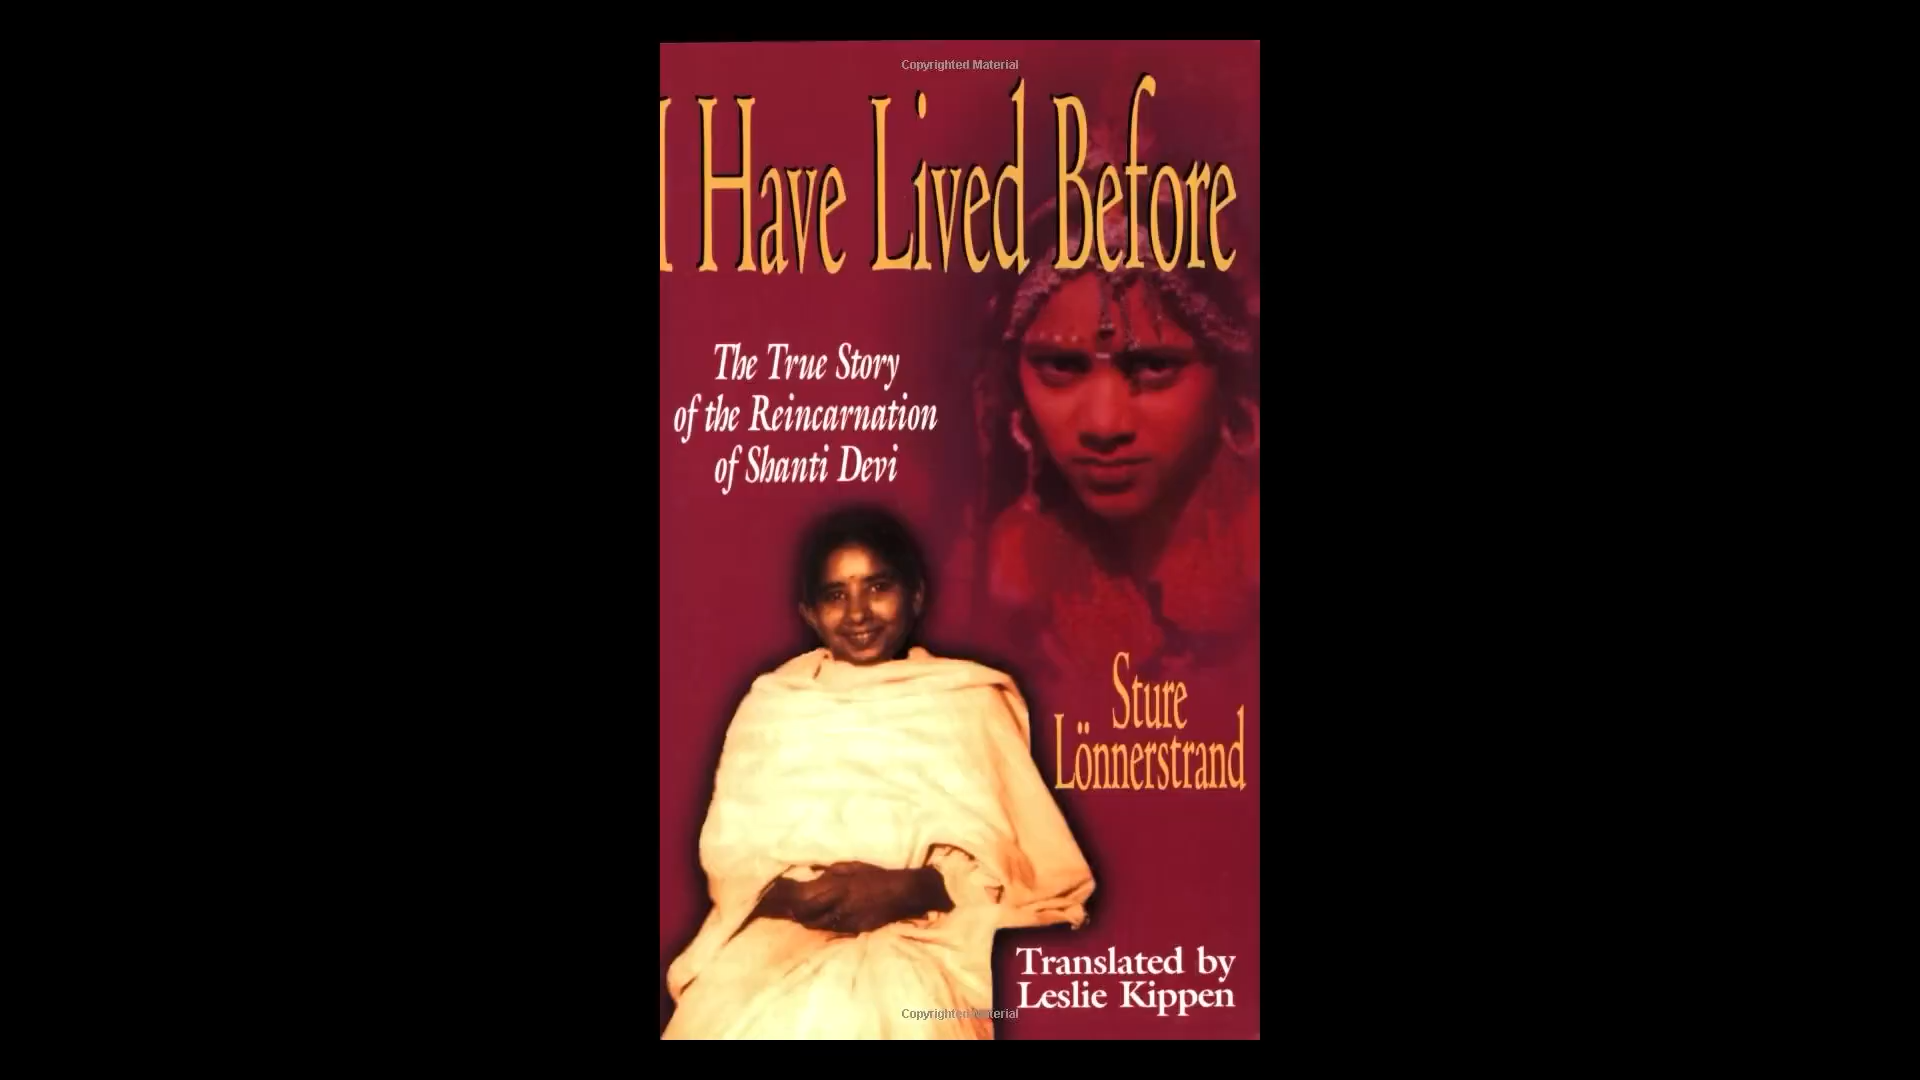 Copyrighted Material
I Have Lived Before
The True Story
of the Reincarnation
of Shanti Devi
Sture
Lönnerstrand
Translated by
Leslie Kippen
Copyrighted Material